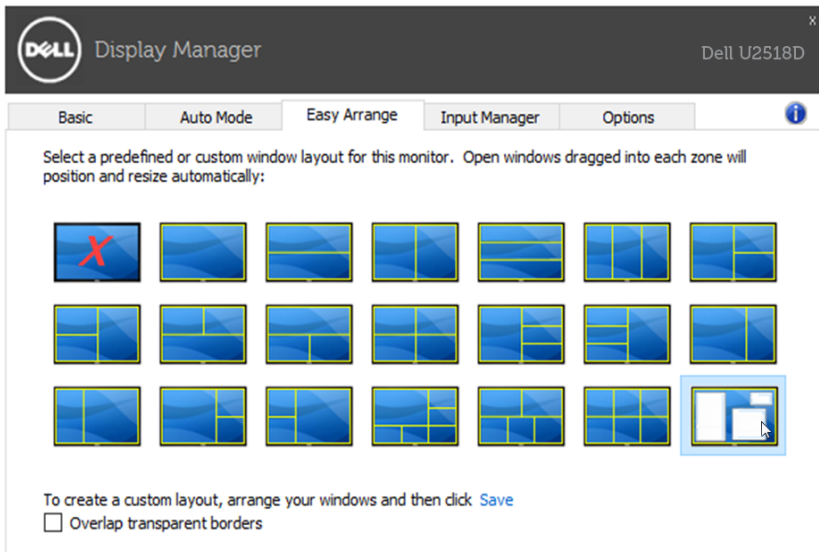 x
DELL Display Manager
Dell U2518D
Basic Auto Mode Easy Arrange Input Manager Options i
Select a predefined or custom window layout for this monitor. Open windows dragged into each zone will
position and resize automatically:
X
To create a custom layout, arrange your windows and then click Save
Overlap transparent borders